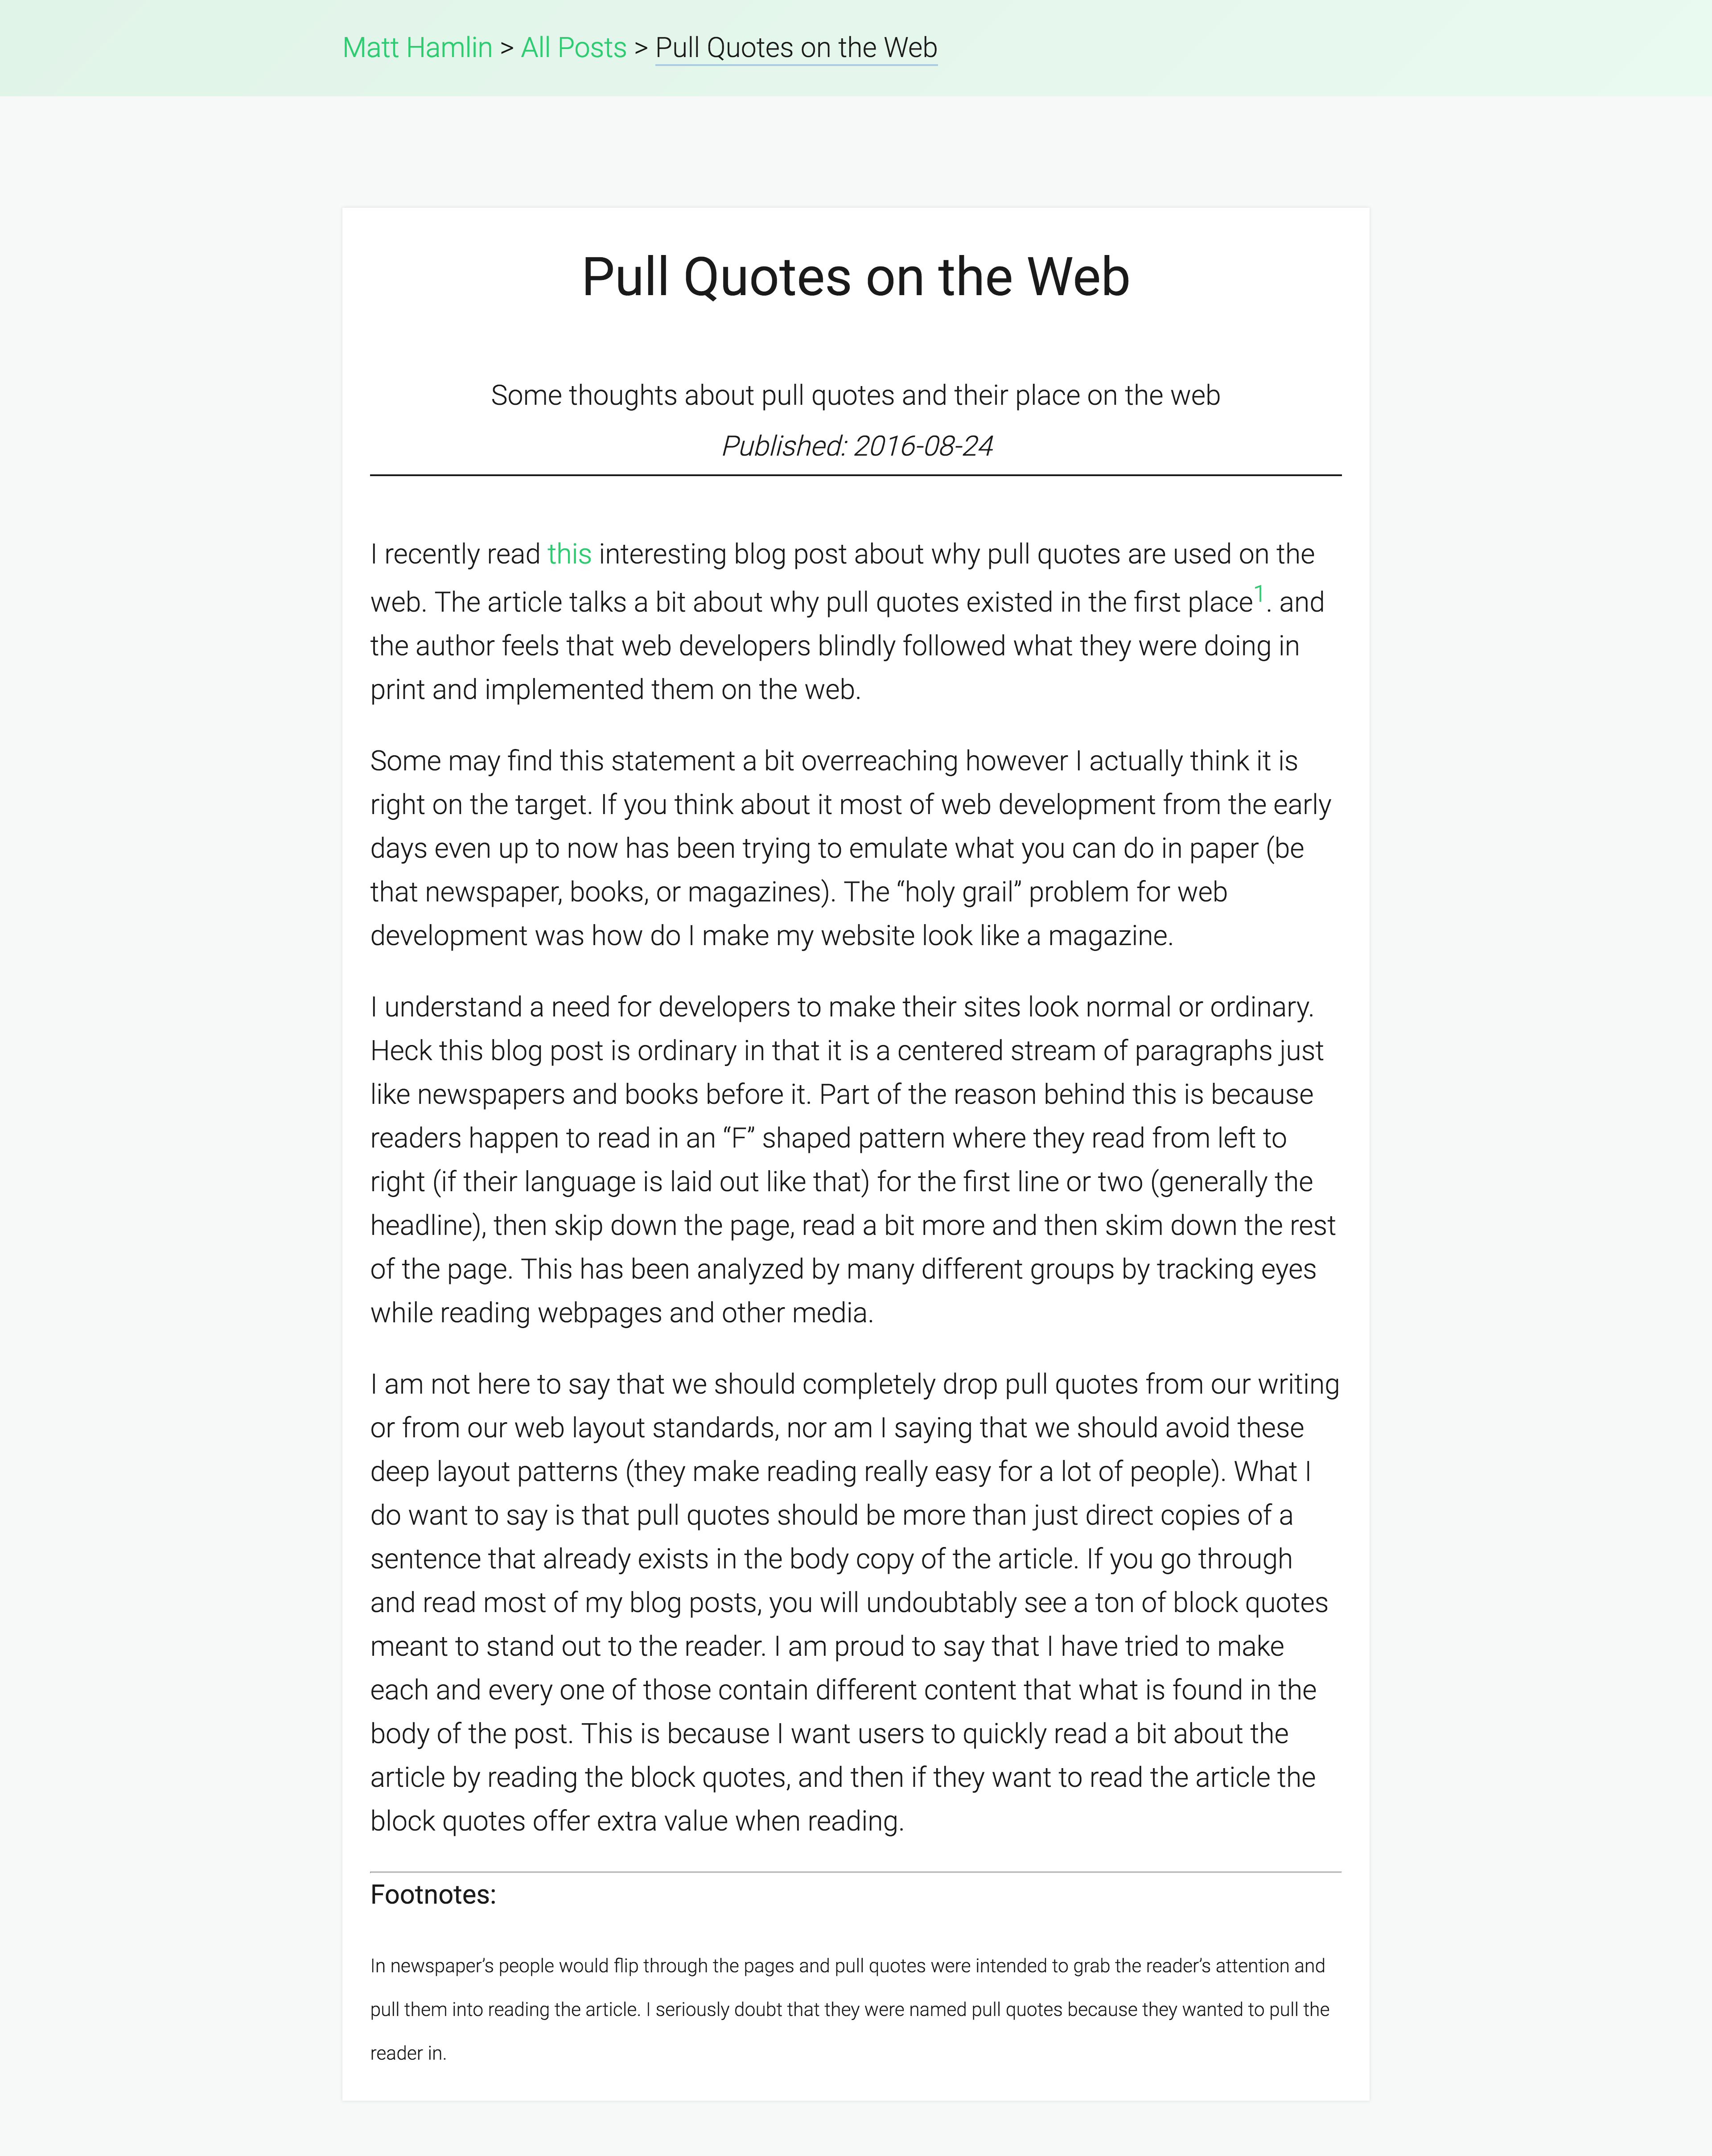 Matt Hamlin > All Posts > Pull Quotes on the Web
Pull Quotes on the Web
Some thoughts about pull quotes and their place on the web
Published: 2016-08-24
I recently read this interesting blog post about why pull quotes are used on the
web. The article talks a bit about why pull quotes existed in the first place1. and
the author feels that web developers blindly followed what they were doing in
print and implemented them on the web.
Some may find this statement a bit overreaching however I actually think it is
right on the target. If you think about it most of web development from the early
days even up to now has been trying to emulate what you can do in paper (be
that newspaper, books, or magazines). The “holy grail” problem for web
development was how do I make my website look like a magazine.
I understand a need for developers to make their sites look normal or ordinary.
Heck this blog post is ordinary in that it is a centered stream of paragraphs just
like newspapers and books before it. Part of the reason behind this is because
readers happen to read in an “F” shaped pattern where they read from left to
right (if their language is laid out like that) for the first line or two (generally the
headline), then skip down the page, read a bit more and then skim down the rest
of the page. This has been analyzed by many different groups by tracking eyes
while reading webpages and other media.
I am not here to say that we should completely drop pull quotes from our writing
or from our web layout standards, nor am I saying that we should avoid these
deep layout patterns (they make reading really easy for a lot of people). What I
do want to say is that pull quotes should be more than just direct copies of a
sentence that already exists in the body copy of the article. If you go through
and read most of my blog posts, you will undoubtably see a ton of block quotes
meant to stand out to the reader. I am proud to say that I have tried to make
each and every one of those contain different content that what is found in the
body of the post. This is because I want users to quickly read a bit about the
article by reading the block quotes, and then if they want to read the article the
block quotes offer extra value when reading.
Footnotes:
In newspaper’s people would flip through the pages and pull quotes were intended to grab the reader’s attention and
pull them into reading the article. I seriously doubt that they were named pull quotes because they wanted to pull the
reader in.